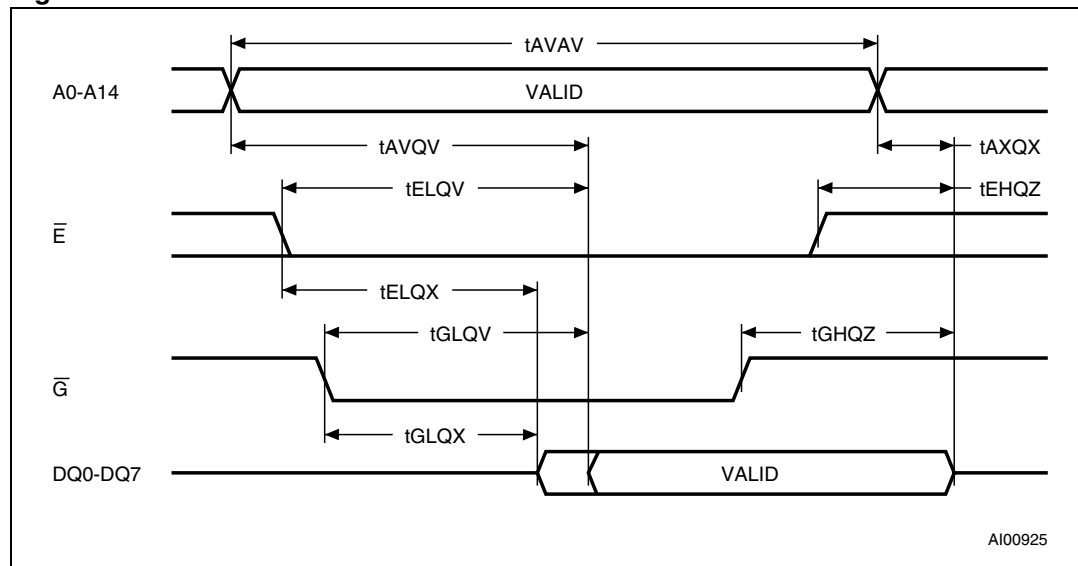 tAVAV
A0-A14
VALID
tAVQV
tAXQX
tELQV
tEHQZ
E̅
tELQX
tGLQV
tGHQZ
G̅
tGLQX
DQ0-DQ7
VALID
AI00925